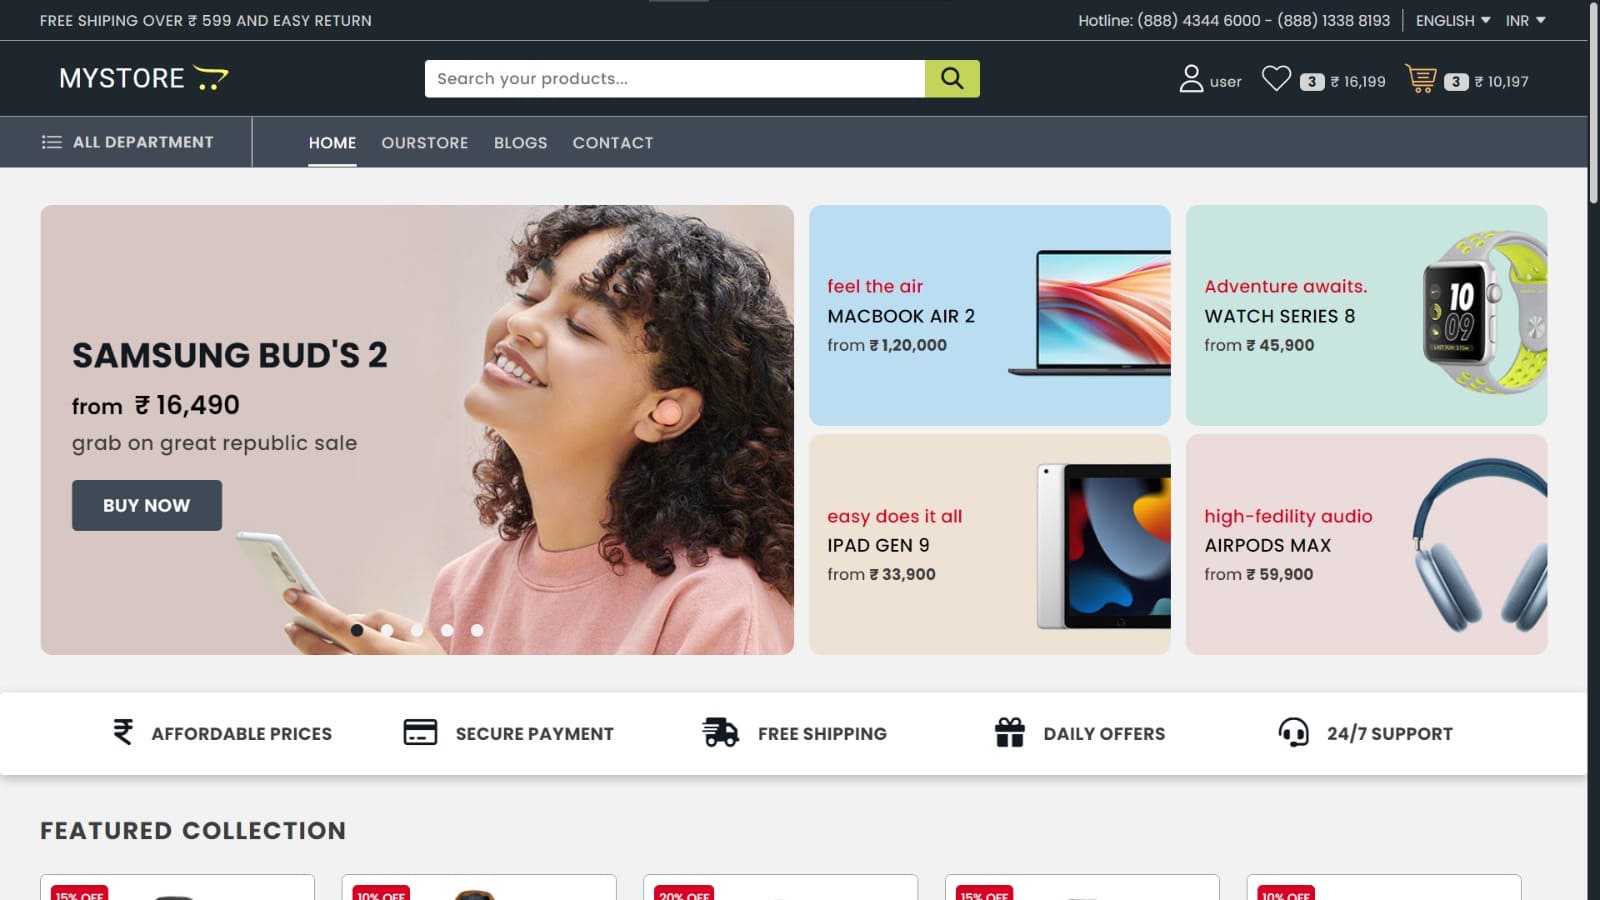 FREE SHIPING OVER ₹ 599 AND EASY RETURN
Hotline: (888) 4344 6000 - (888) 1338 8193
ENGLISH
INR
MYSTORE
Search your products...
user
3 ₹ 16,199
3 ₹ 10,197
ALL DEPARTMENT
HOME
OURSTORE
BLOGS
CONTACT
SAMSUNG BUD'S 2
from ₹ 16,490
grab on great republic sale
BUY NOW
feel the air
MACBOOK AIR 2
from ₹ 1,20,000
Adventure awaits.
WATCH SERIES 8
from ₹ 45,900
10
09
easy does it all
IPAD GEN 9
from ₹ 33,900
high-fedility audio
AIRPODS MAX
from ₹ 59,900
₹ AFFORDABLE PRICES
SECURE PAYMENT
FREE SHIPPING
DAILY OFFERS
24/7 SUPPORT
FEATURED COLLECTION
15% OFF
10% OFF
20% OFF
15% OFF
10% OFF